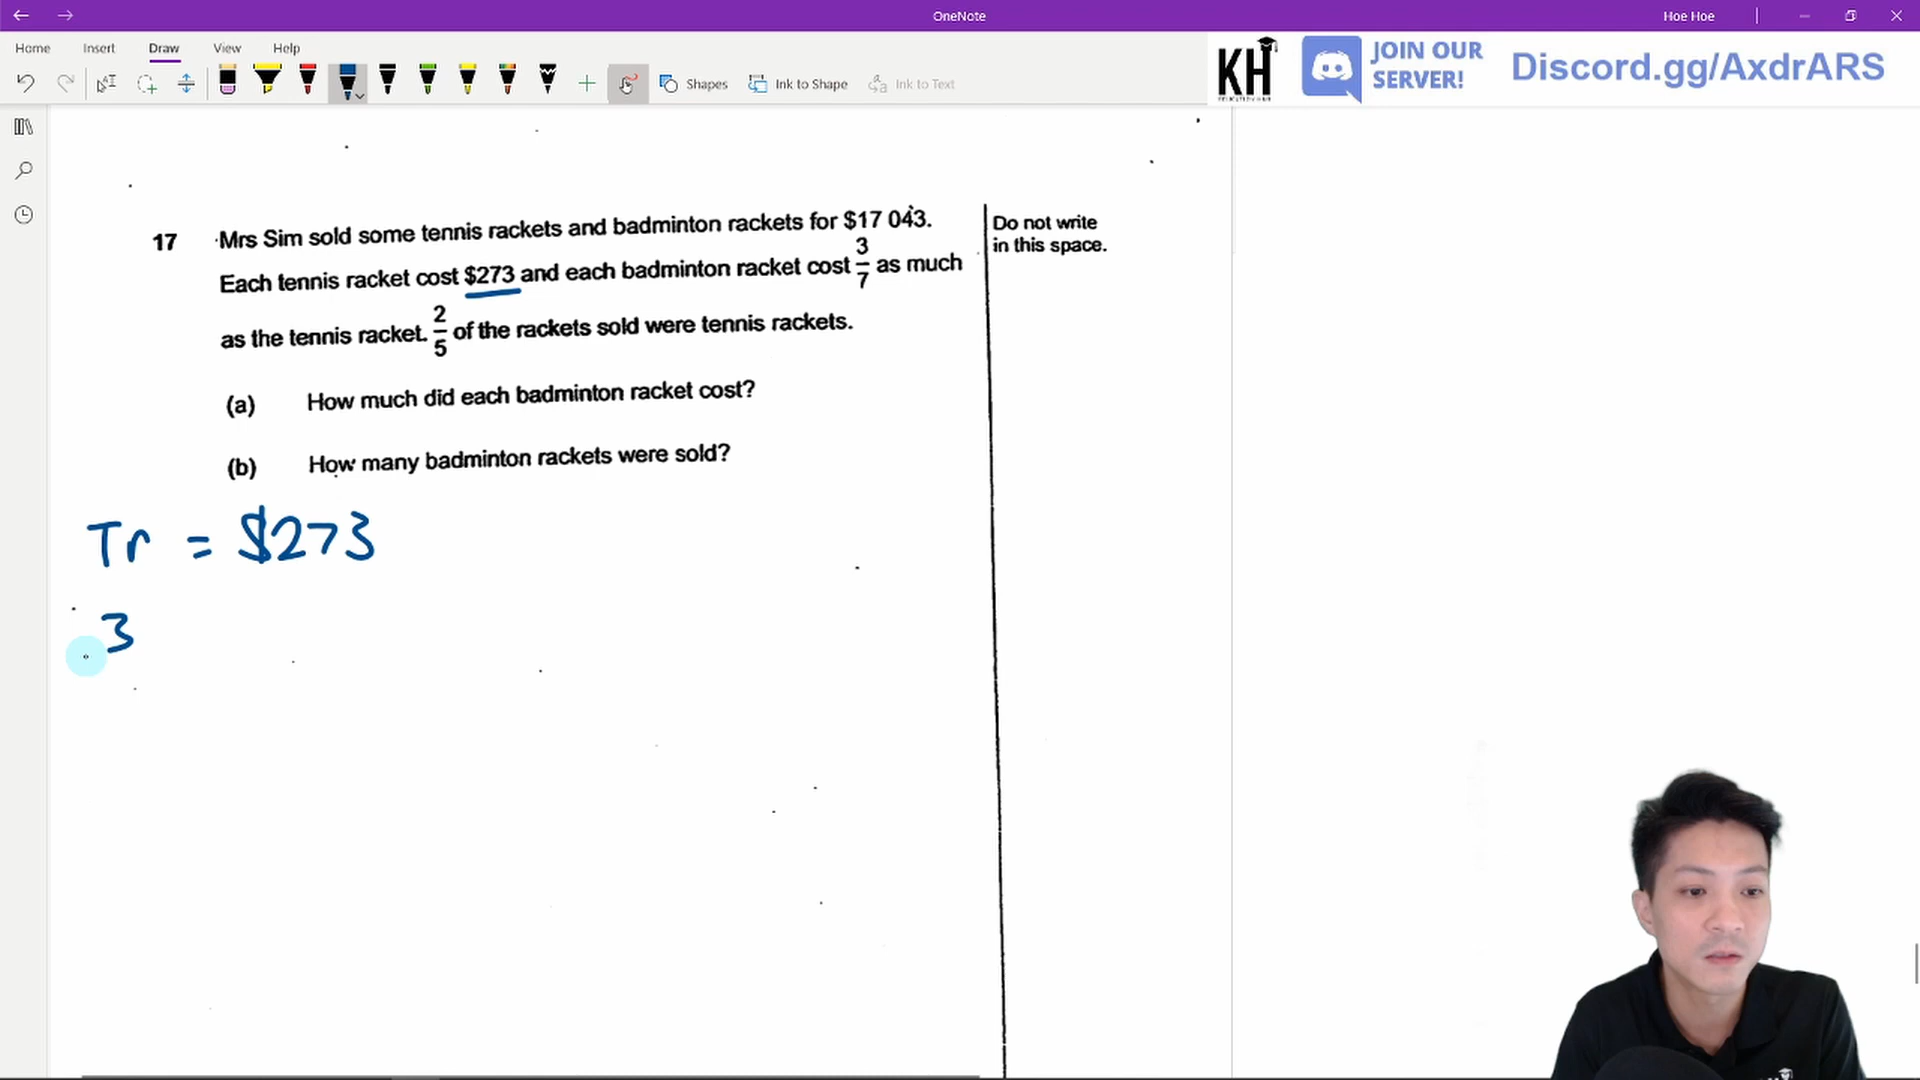 OneNote
Hoe Hoe
Home Insert Draw View Help
Shapes Ink to Shape Ink to Text
KH
JOIN OUR
SERVER!
Discord.gg/AxdrARS
17 Mrs Sim sold some tennis rackets and badminton rackets for $17 043.
Each tennis racket cost $273 and each badminton racket cost 3/7 as much
as the tennis racket. 2/5 of the rackets sold were tennis rackets.
(a) How much did each badminton racket cost?
(b) How many badminton rackets were sold?
Do not write
in this space.
Tr = $273
3